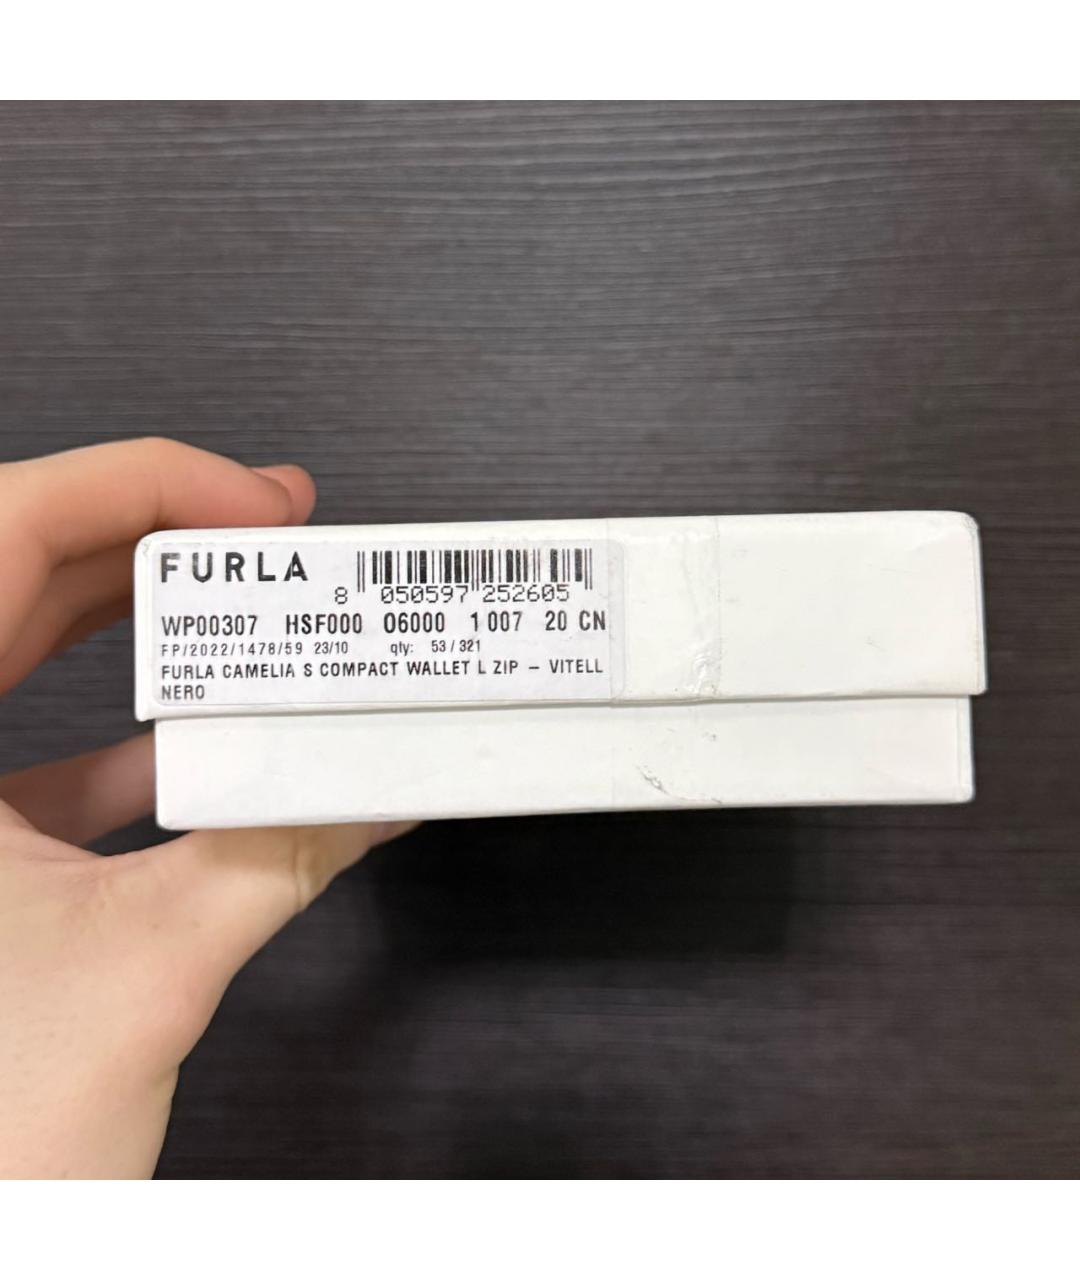 FURLA
8 050597 252605
WP00307 HSF000 O6000 1 007 20 CN
FP/2022/1478/59 23/10 qty: 53 / 321
FURLA CAMELIA S COMPACT WALLET L ZIP – VITELL
NERO